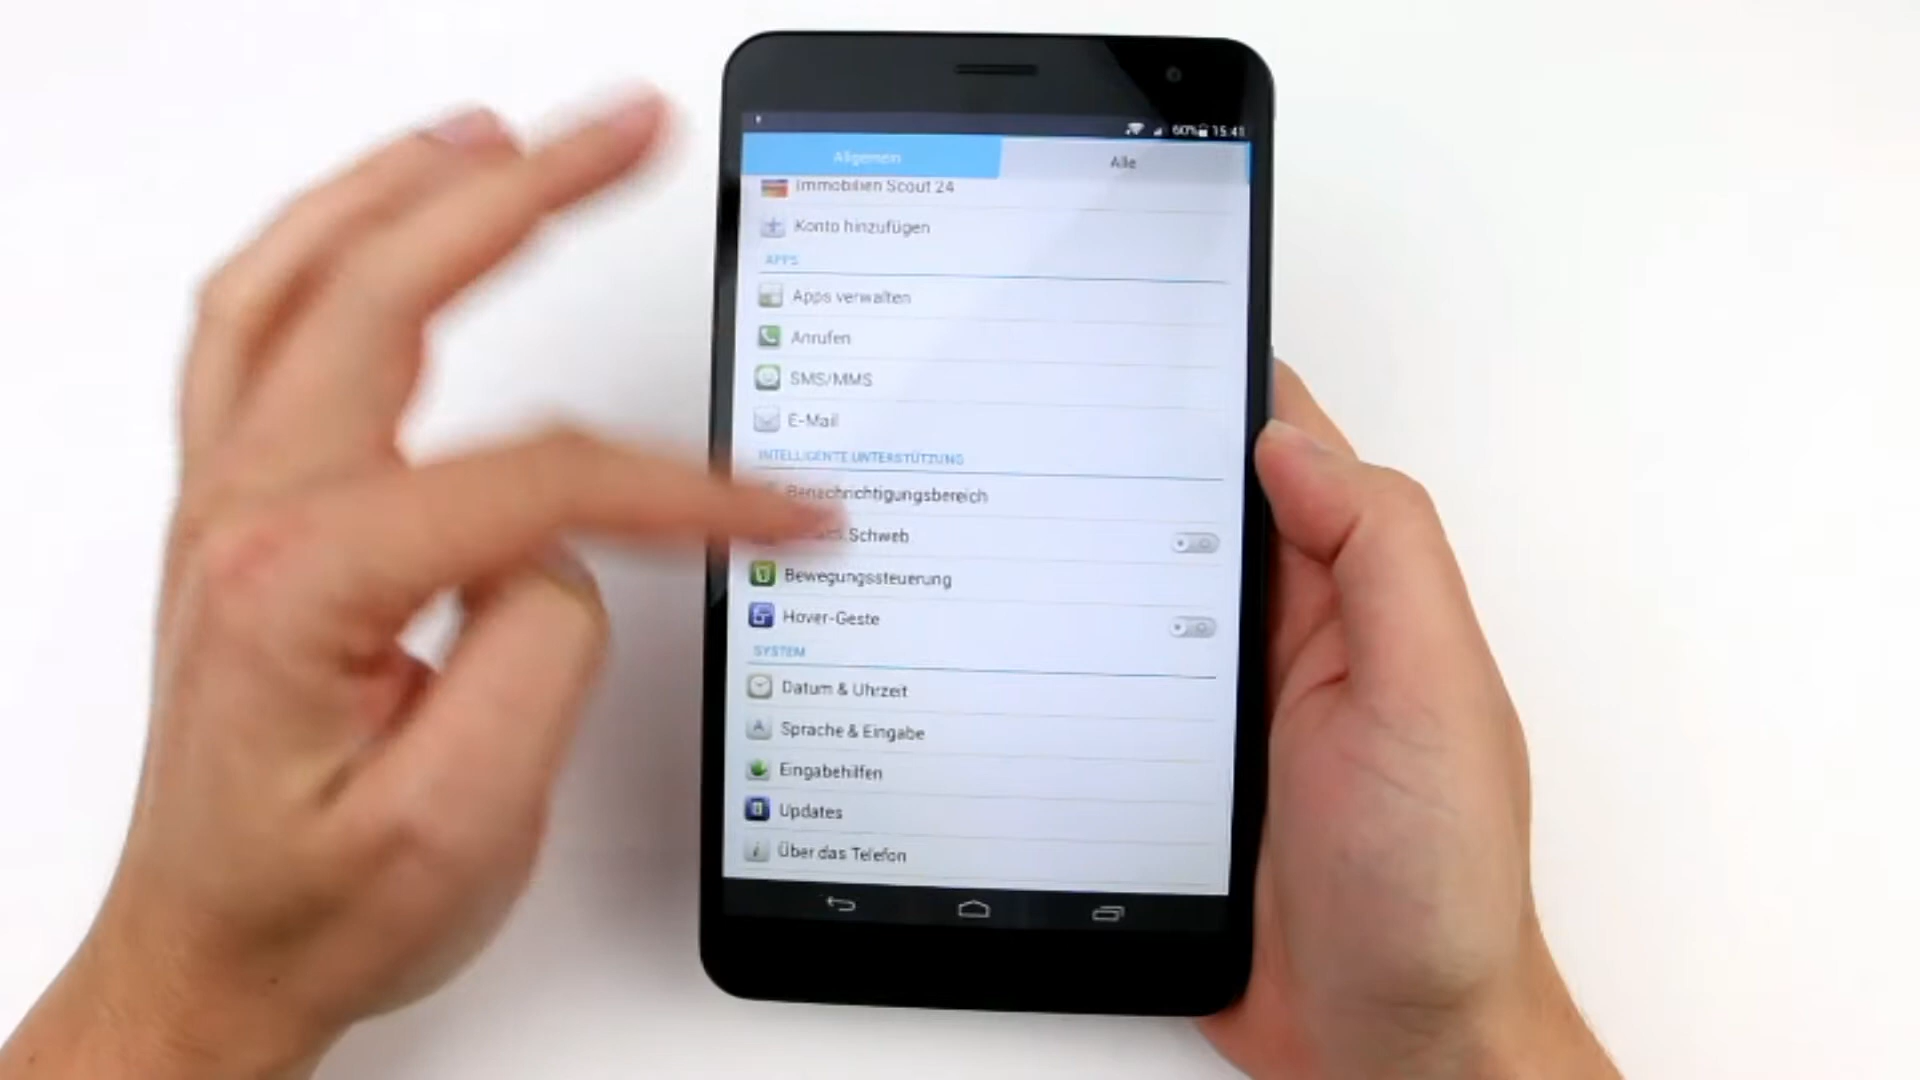 60% 15:41
Allgemein
Alle
Immobilien Scout 24
Konto hinzufügen
APPS
Apps verwalten
Anrufen
SMS/MMS
E-Mail
INTELLIGENTE UNTERSTÜTZUNG
Benachrichtigungsbereich
Schweb
Bewegungssteuerung
Hover-Geste
SYSTEM
Datum & Uhrzeit
Sprache & Eingabe
Eingabehilfen
Updates
Über das Telefon